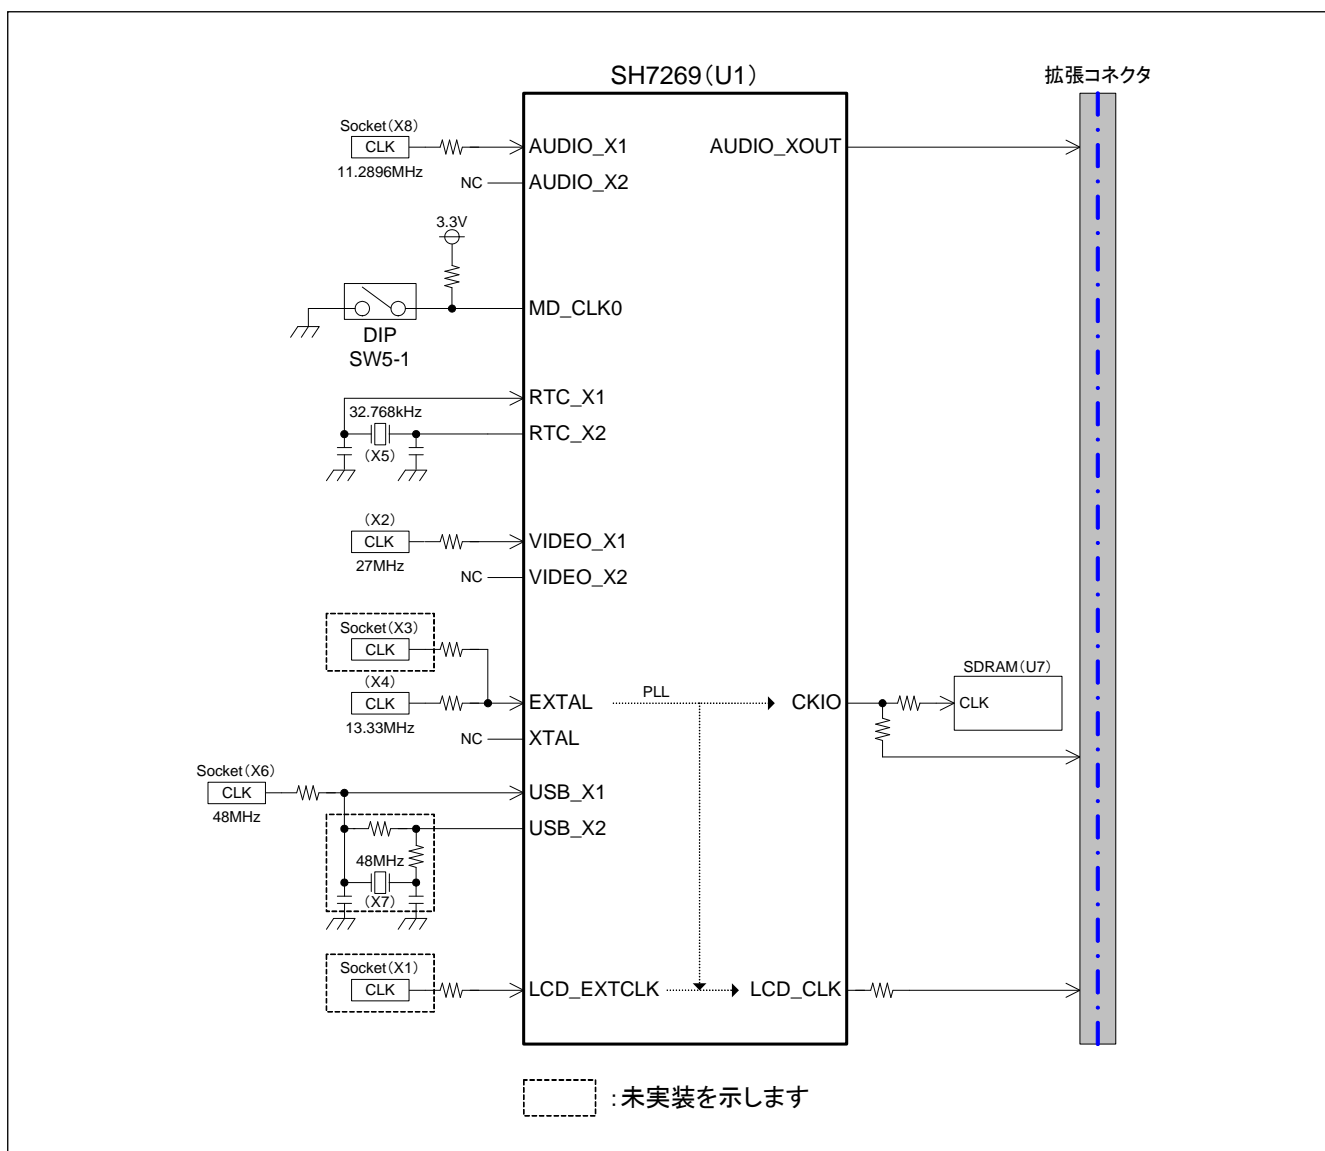 SH7269(U1)
拡張コネクタ
Socket(X8)
CLK
11.2896MHz
AUDIO_X1
AUDIO_XOUT
NC
AUDIO_X2
3.3V
MD_CLK0
DIP
SW5-1
RTC_X1
32.768kHz
RTC_X2
(X5)
(X2)
CLK
27MHz
VIDEO_X1
NC
VIDEO_X2
Socket(X3)
CLK
(X4)
CLK
13.33MHz
EXTAL
PLL
CKIO
SDRAM(U7)
CLK
NC
XTAL
Socket(X6)
CLK
48MHz
USB_X1
USB_X2
48MHz
(X7)
Socket(X1)
CLK
LCD_EXTCLK
LCD_CLK
:未実装を示します